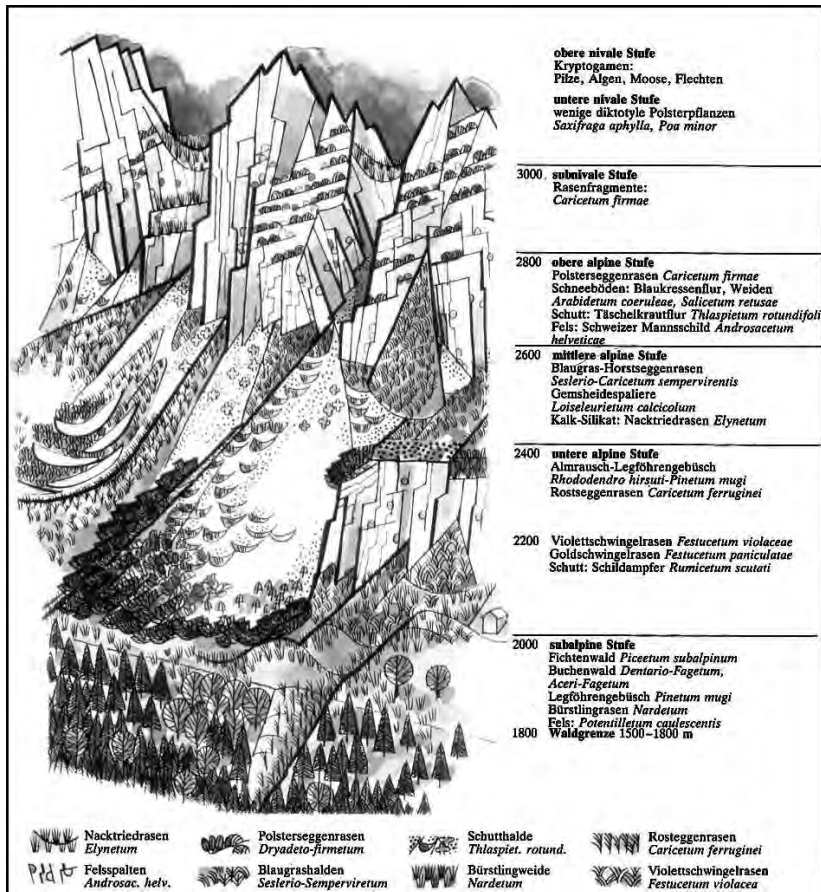 obere nivale Stufe
Kryptogamen:
Pilze, Algen, Moose, Flechten
untere nivale Stufe
wenige diktotyle Polsterpflanzen
Saxifraga aphylla, Poa minor
3000 subnivale Stufe
Rasenfragmente:
Caricetum firmae
2800 obere alpine Stufe
Polsterseggenrasen Caricetum firmae
Schneeböden: Blaukressenflur, Weiden
Arabidetum coeruleae, Salicetum retusae
Schutt: Täschelkrautflur Thlaspietum rotundifoli
Fels: Schweizer Mannsschild Androsacetum
helveticae
2600 mittlere alpine Stufe
Blaugras-Horstseggenrasen
Seslerio-Caricetum sempervirentis
Gemsheidespaliere
Loiseleurietum calcicolum
Kalk-Silikat: Nacktriedrasen Elynetum
2400 untere alpine Stufe
Almrausch-Legföhrengebüsch
Rhododendro hirsuti-Pinetum mugi
Rostseggenrasen Caricetum ferruginei
2200 Violettschwingelrasen Festucetum violaceae
Goldschwingelrasen Festucetum paniculatae
Schutt: Schildampfer Rumicetum scutati
2000 subalpine Stufe
Fichtenwald Piceetum subalpinum
Buchenwald Dentario-Fagetum,
Aceri-Fagetum
Legföhrengebüsch Pinetum mugi
Bürstlingrasen Nardetum
Fels: Potentilletum caulescentis
1800 Waldgrenze 1500–1800 m
Nacktriedrasen
Elynetum
Polsterseggenrasen
Dryadeto-firmetum
Schutthalde
Thlaspiet. rotund.
Rosteggenrasen
Caricetum ferruginei
Felsspalten
Androsac. helv.
Blaugrashalden
Seslerio-Semperviretum
Bürstlingweide
Nardetum
Violettschwingelrasen
Festucetum violacea